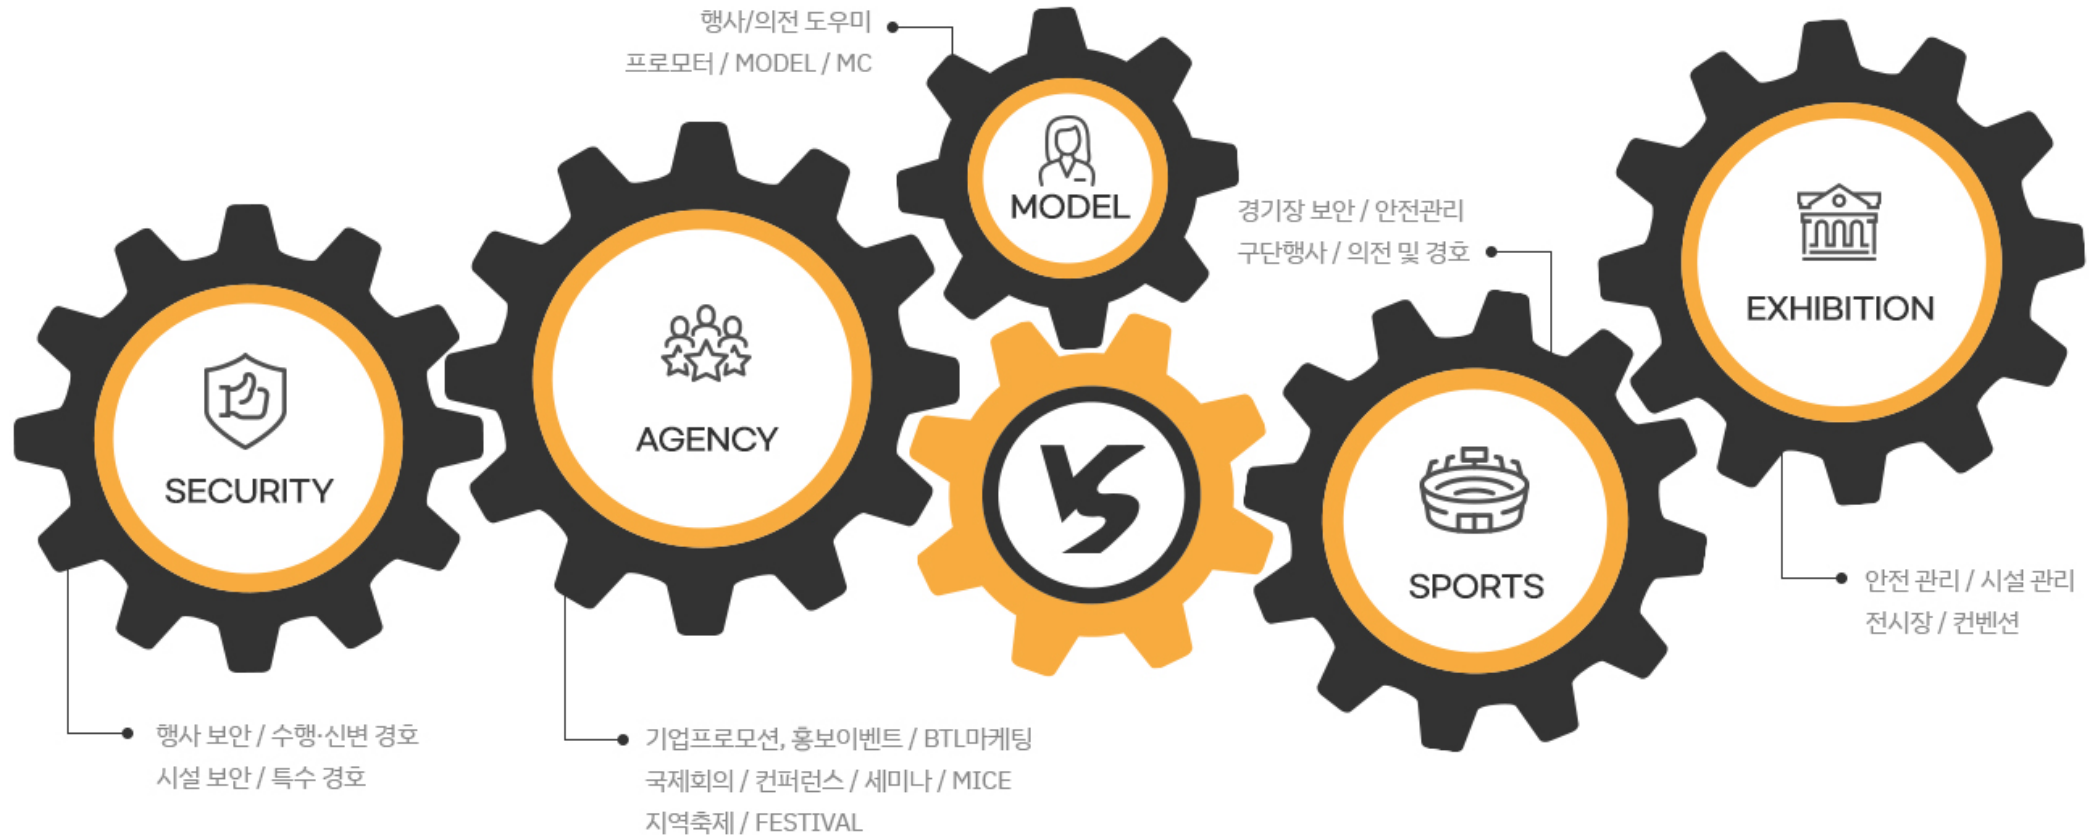 행사/의전 도우미
프로모터 / MODEL / MC
MODEL
경기장 보안 / 안전관리
구단행사 / 의전 및 경호
EXHIBITION
AGENCY
SECURITY
VS
SPORTS
안전 관리 / 시설 관리
전시장 / 컨벤션
행사 보안 / 수행·신변 경호
시설 보안 / 특수 경호
기업프로모션, 홍보이벤트 / BTL마케팅
국제회의 / 컨퍼런스 / 세미나 / MICE
지역축제 / FESTIVAL